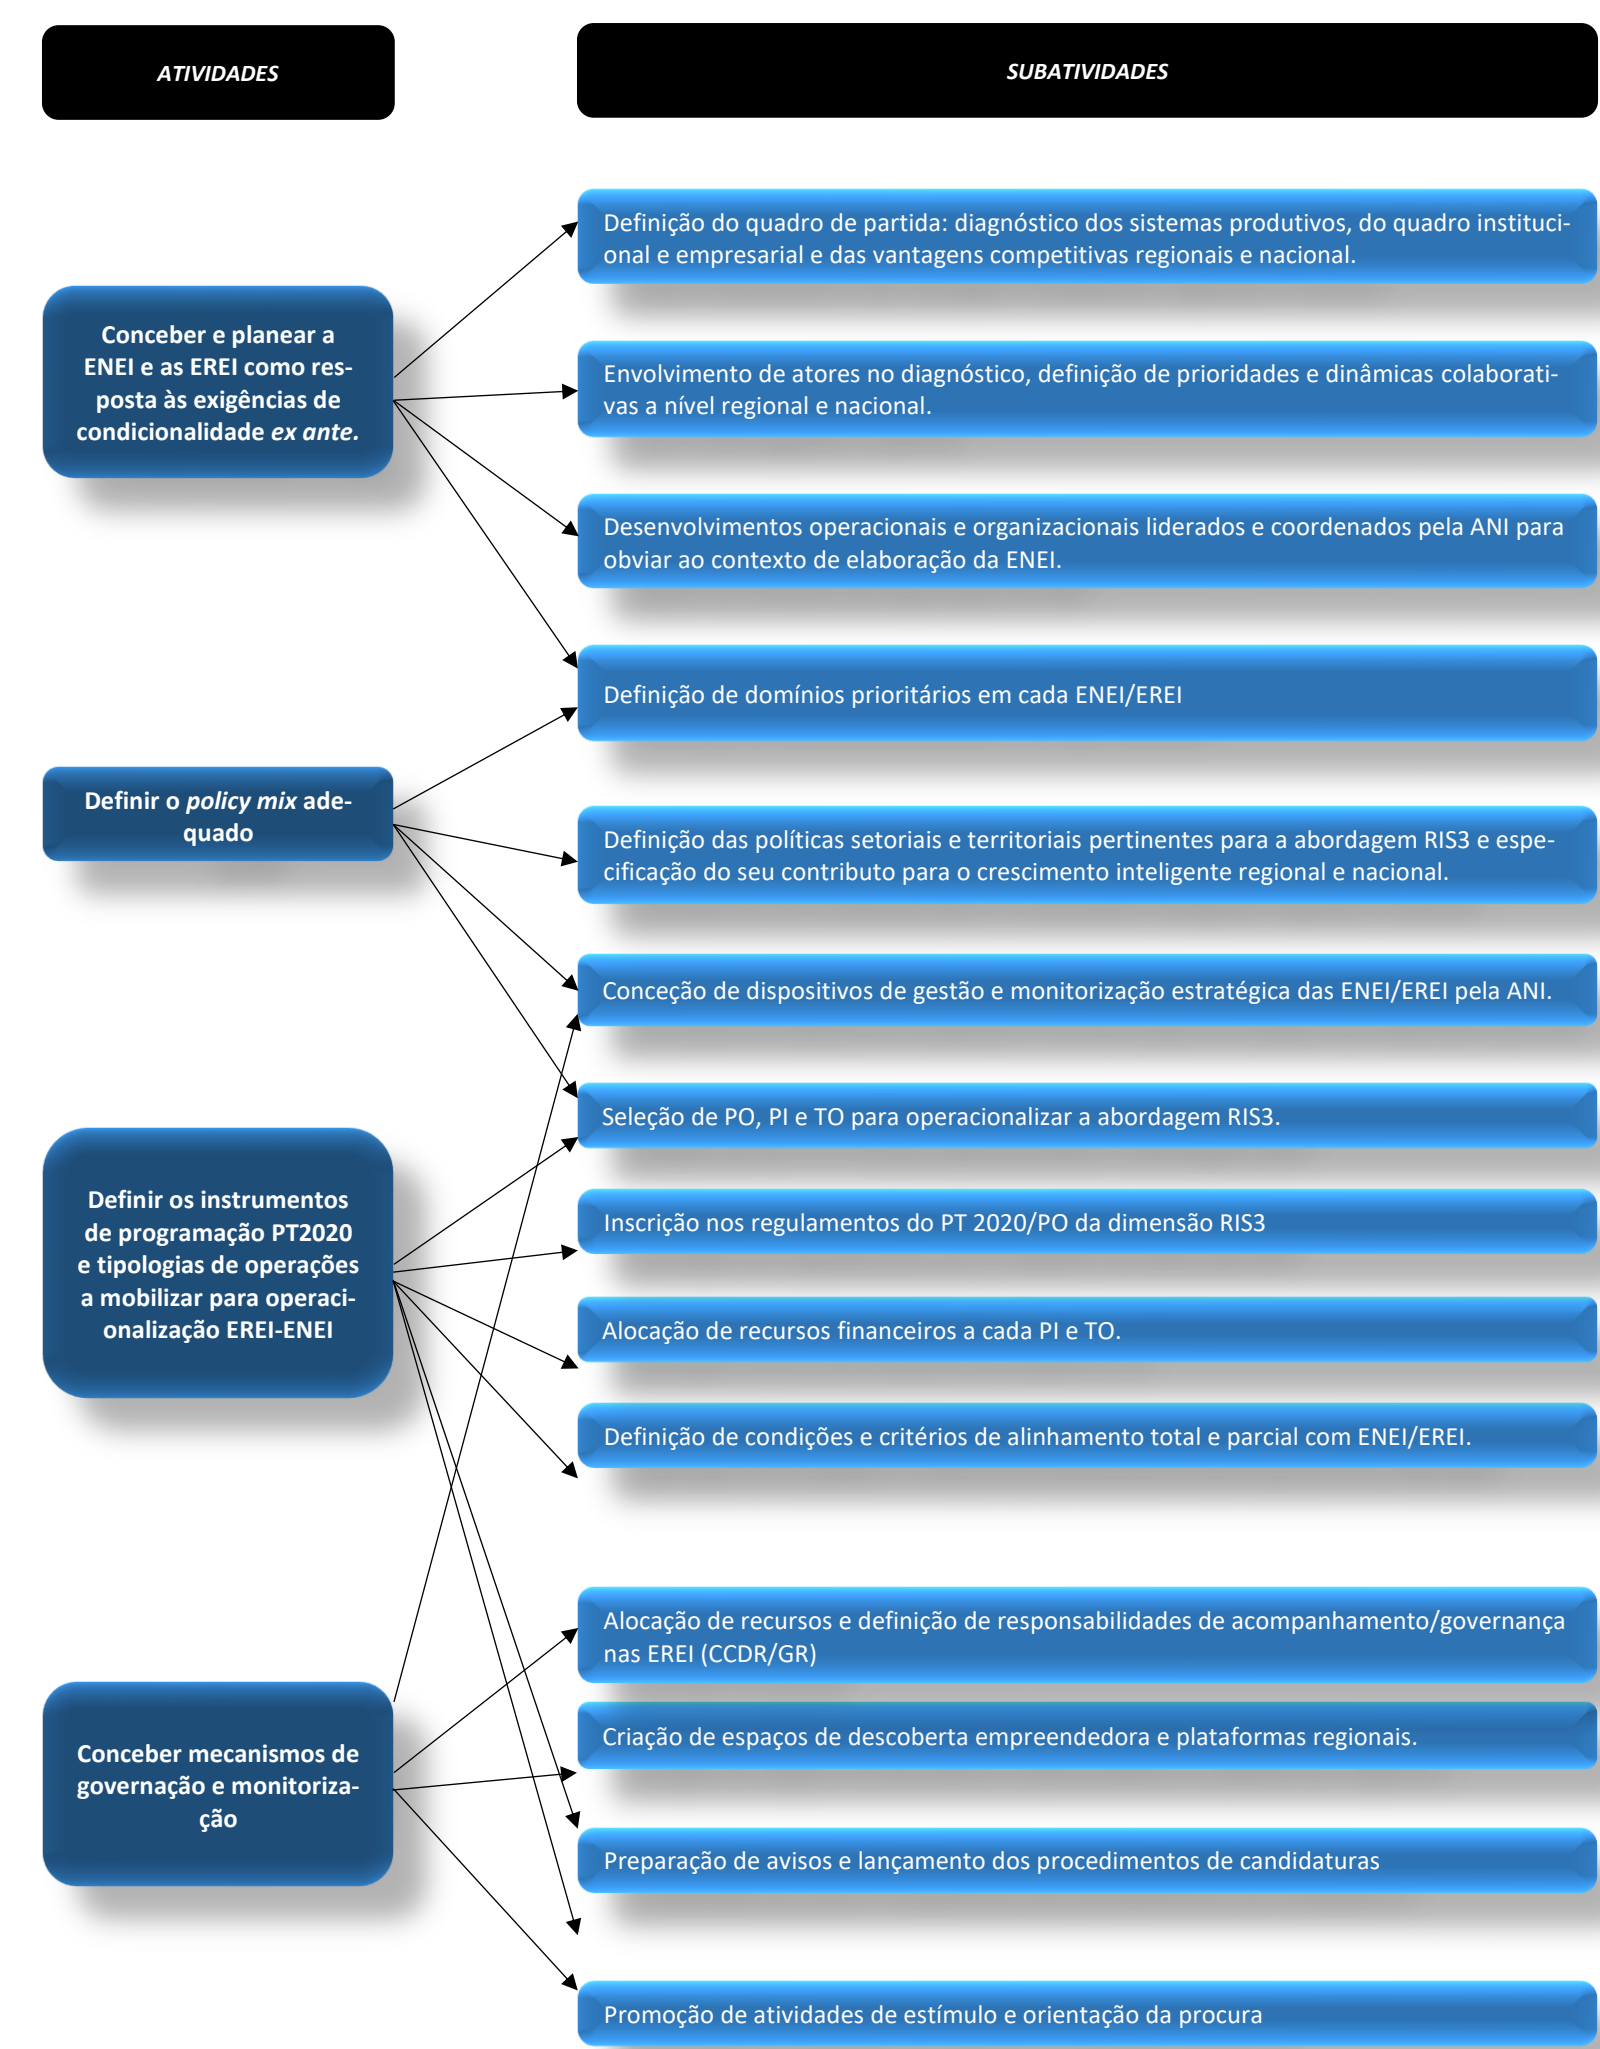 ATIVIDADES
SUBATIVIDADES
Definição do quadro de partida: diagnóstico dos sistemas produtivos, do quadro instituci-
onal e empresarial e das vantagens competitivas regionais e nacional.
Conceber e planear a
ENEI e as EREI como res-
posta às exigências de
condicionalidade ex ante.
Envolvimento de atores no diagnóstico, definição de prioridades e dinâmicas colaborati-
vas a nível regional e nacional.
Desenvolvimentos operacionais e organizacionais liderados e coordenados pela ANI para
obviar ao contexto de elaboração da ENEI.
Definição de domínios prioritários em cada ENEI/EREI
Definir o policy mix ade-
quado
Definição das políticas setoriais e territoriais pertinentes para a abordagem RIS3 e espe-
cificação do seu contributo para o crescimento inteligente regional e nacional.
Conceção de dispositivos de gestão e monitorização estratégica das ENEI/EREI pela ANI.
Seleção de PO, PI e TO para operacionalizar a abordagem RIS3.
Definir os instrumentos
de programação PT2020
e tipologias de operações
a mobilizar para operaci-
onalização EREI-ENEI
Inscrição nos regulamentos do PT 2020/PO da dimensão RIS3
Alocação de recursos financeiros a cada PI e TO.
Definição de condições e critérios de alinhamento total e parcial com ENEI/EREI.
Alocação de recursos e definição de responsabilidades de acompanhamento/governança
nas EREI (CCDR/GR)
Conceber mecanismos de
governação e monitoriza-
ção
Criação de espaços de descoberta empreendedora e plataformas regionais.
Preparação de avisos e lançamento dos procedimentos de candidaturas
Promoção de atividades de estímulo e orientação da procura